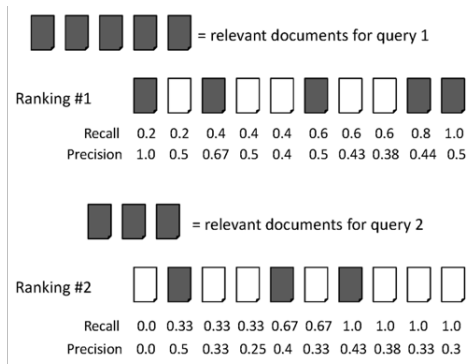 = relevant documents for query 1
Ranking #1
Recall 0.2 0.2 0.4 0.4 0.4 0.6 0.6 0.6 0.8 1.0
Precision 1.0 0.5 0.67 0.5 0.4 0.5 0.43 0.38 0.44 0.5
= relevant documents for query 2
Ranking #2
Recall 0.0 0.33 0.33 0.33 0.67 0.67 1.0 1.0 1.0 1.0
Precision 0.0 0.5 0.33 0.25 0.4 0.33 0.43 0.38 0.33 0.3